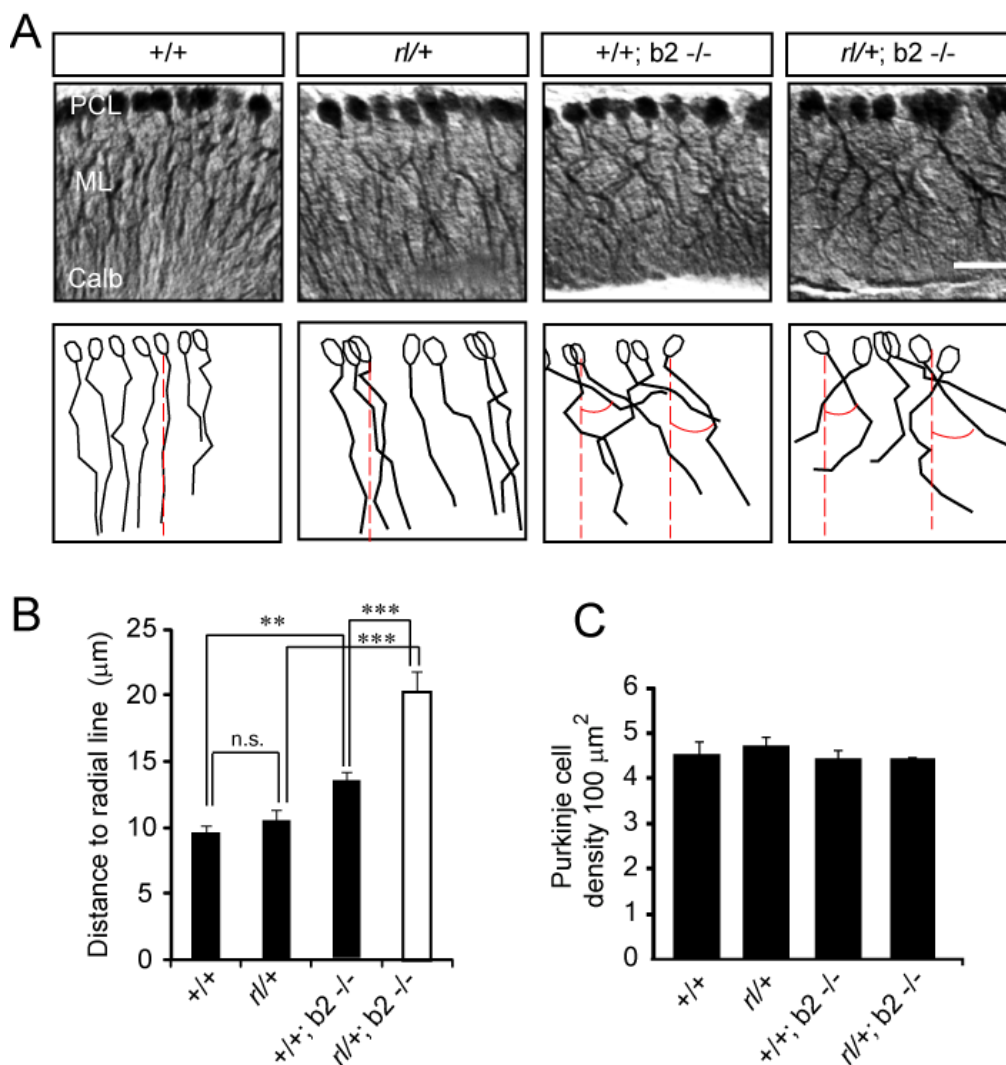 A
+/+
rl/+
+/+; b2 -/-
rl/+; b2 -/-
PCL
ML
Calb
B
Distance to radial line (μm)
25
20
15
10
5
0
**
***
***
n.s.
+/+
rl/+
+/+; b2 -/-
rl/+; b2 -/-
C
Purkinje cell
density 100 μm²
6
5
4
3
2
1
0
+/+
rl/+
+/+; b2 -/-
rl/+; b2 -/-